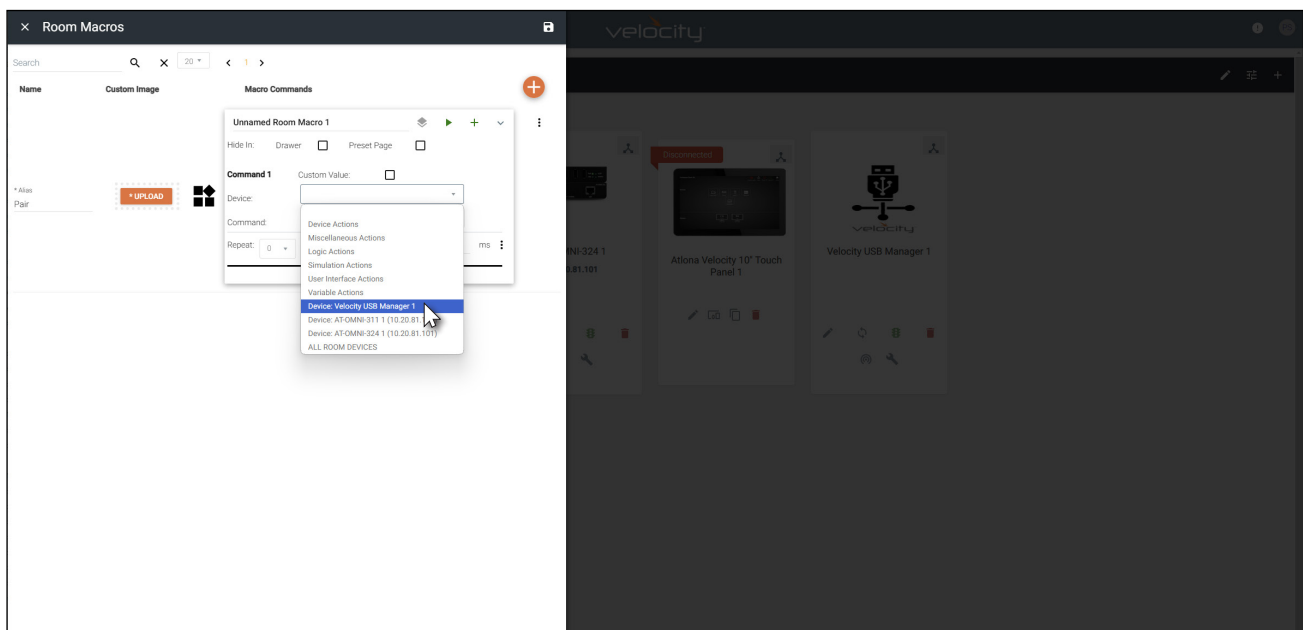 × Room Macros
velocity
Search
20
1
Name Custom Image Macro Commands
Unnamed Room Macro 1
Hide In: Drawer Preset Page
* Alias
Pair
* UPLOAD
Command 1 Custom Value:
Device:
Command:
Repeat: 0 ms
Device Actions
Miscellaneous Actions
Logic Actions
Simulation Actions
User Interface Actions
Variable Actions
Device: Velocity USB Manager 1
Device: AT-OMNI-311 1 (10.20.81.
Device: AT-OMNI-324 1 (10.20.81.101)
ALL ROOM DEVICES
NI-324 1
.81.101
Disconnected
Atlona Velocity 10" Touch
Panel 1
velocity
Velocity USB Manager 1